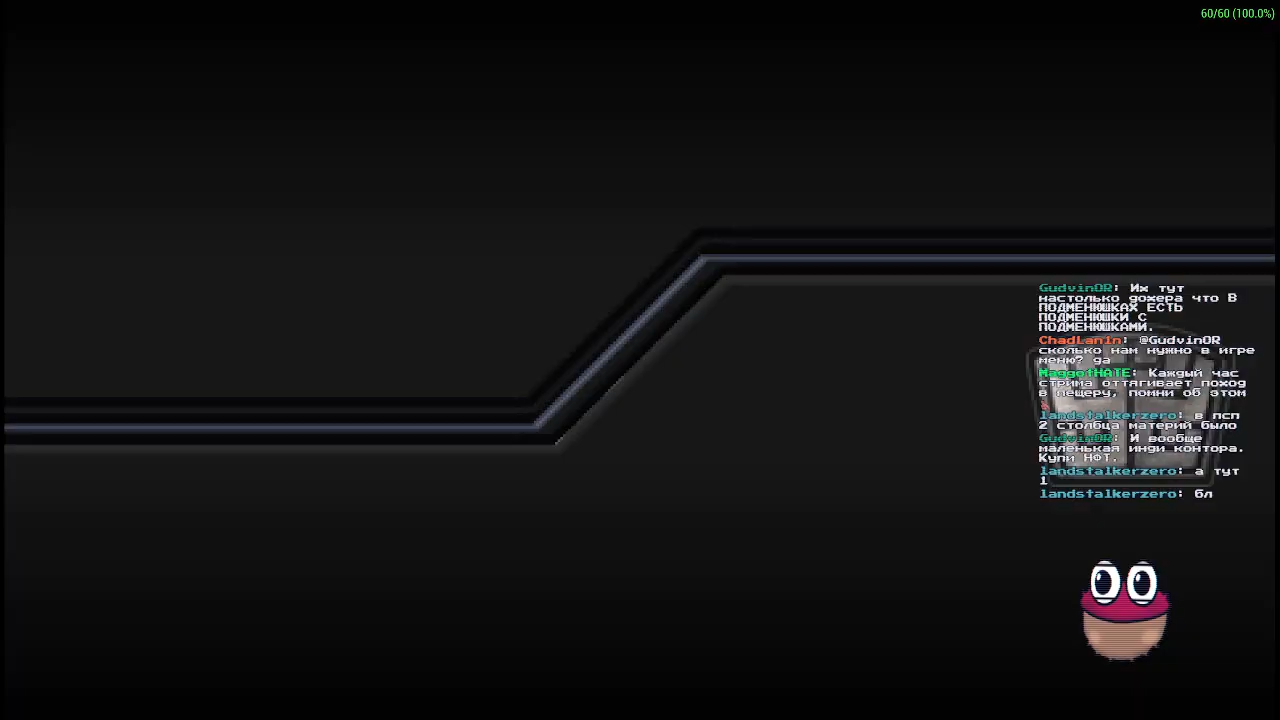 60/60 (100.0%)
GudvinOR: Их тут
настолько дохера что В
ПОДМЕНЮШКАХ ЕСТЬ
ПОДМЕНЮШКИ С
ПОДМЕНЮШКАМИ.
ChadLanin: @GudvinOR
сколько нам нужно в игре
меню? да
MaggotHATE: Каждый час
стрима оттягивает поход
в пещеру, помни об этом
landstalkerzero: в псп
2 столбца материй было
GudvinOR: И вообще
маленькая инди контора.
Купи НФТ.
landstalkerzero: а тут
1
landstalkerzero: бл